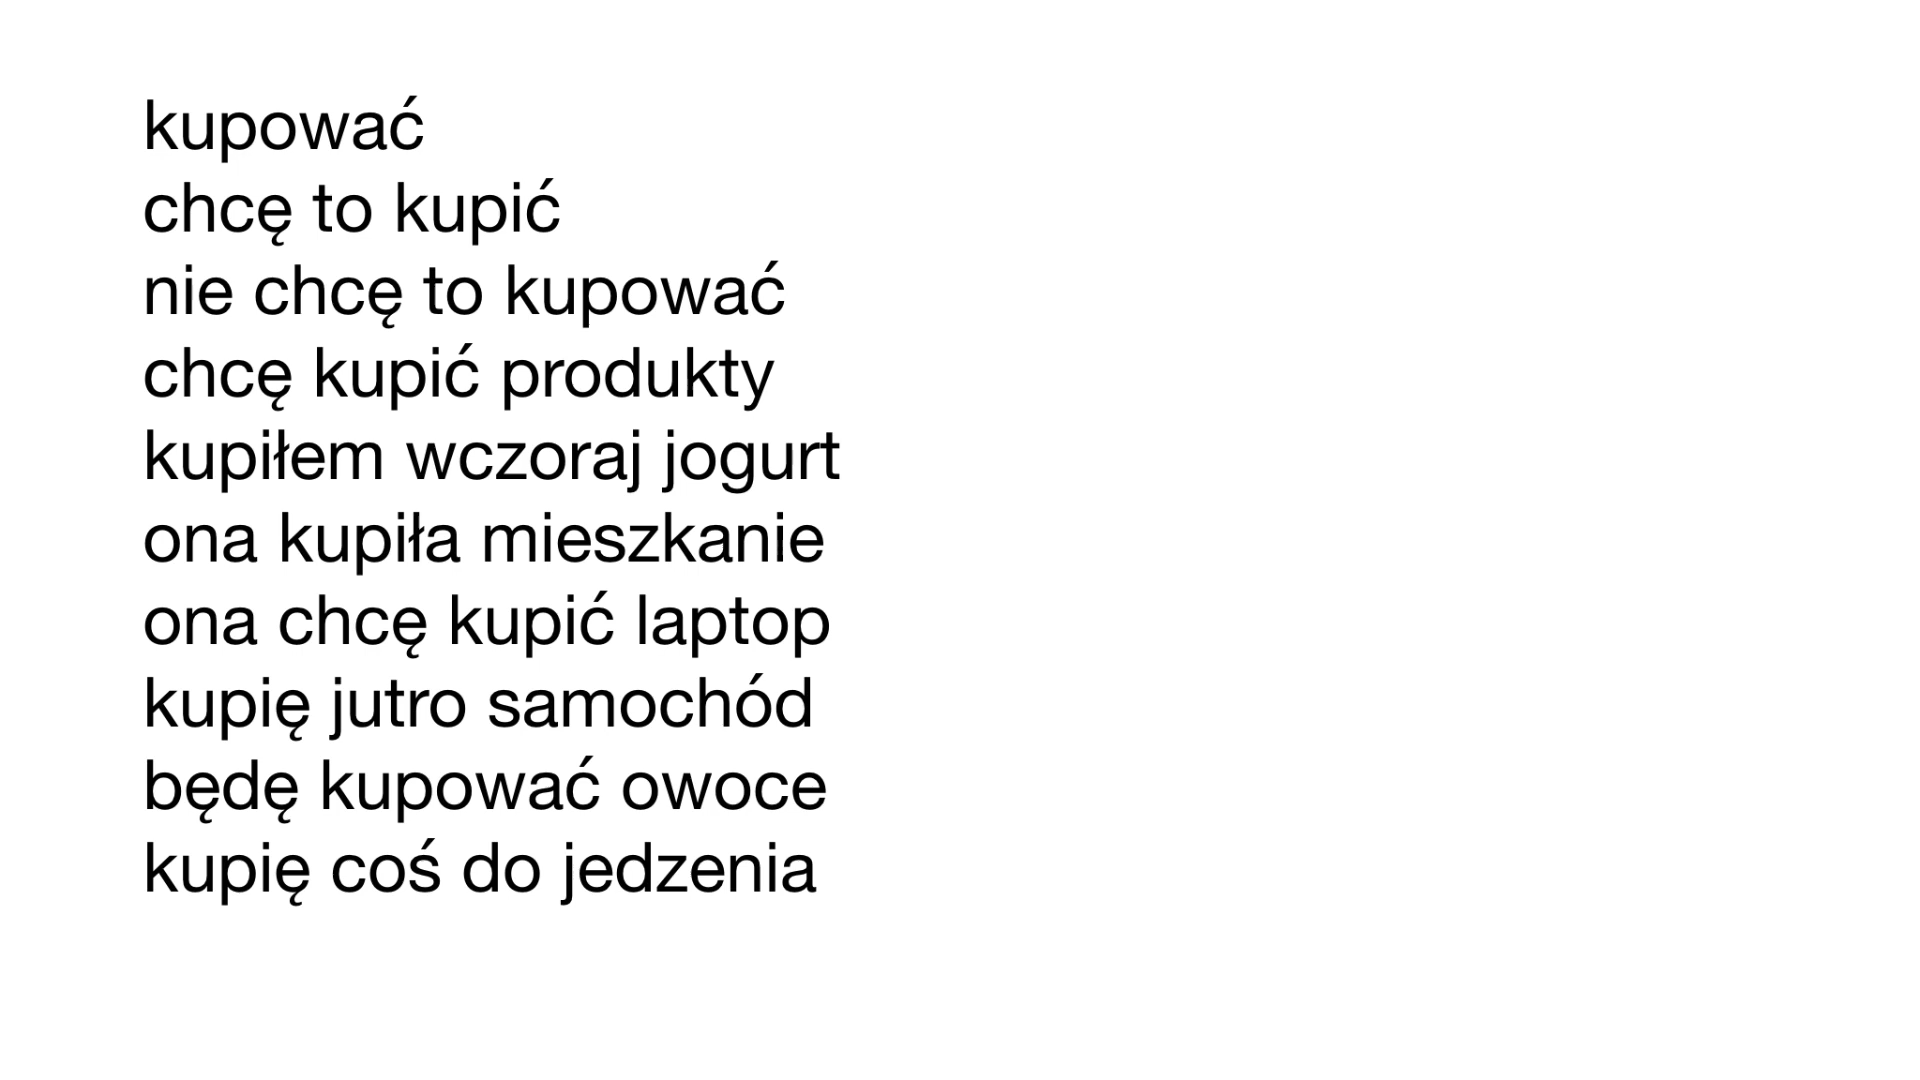 kupować
chcę to kupić
nie chcę to kupować
chcę kupić produkty
kupiłem wczoraj jogurt
ona kupiła mieszkanie
ona chcę kupić laptop
kupię jutro samochód
będę kupować owoce
kupię coś do jedzenia